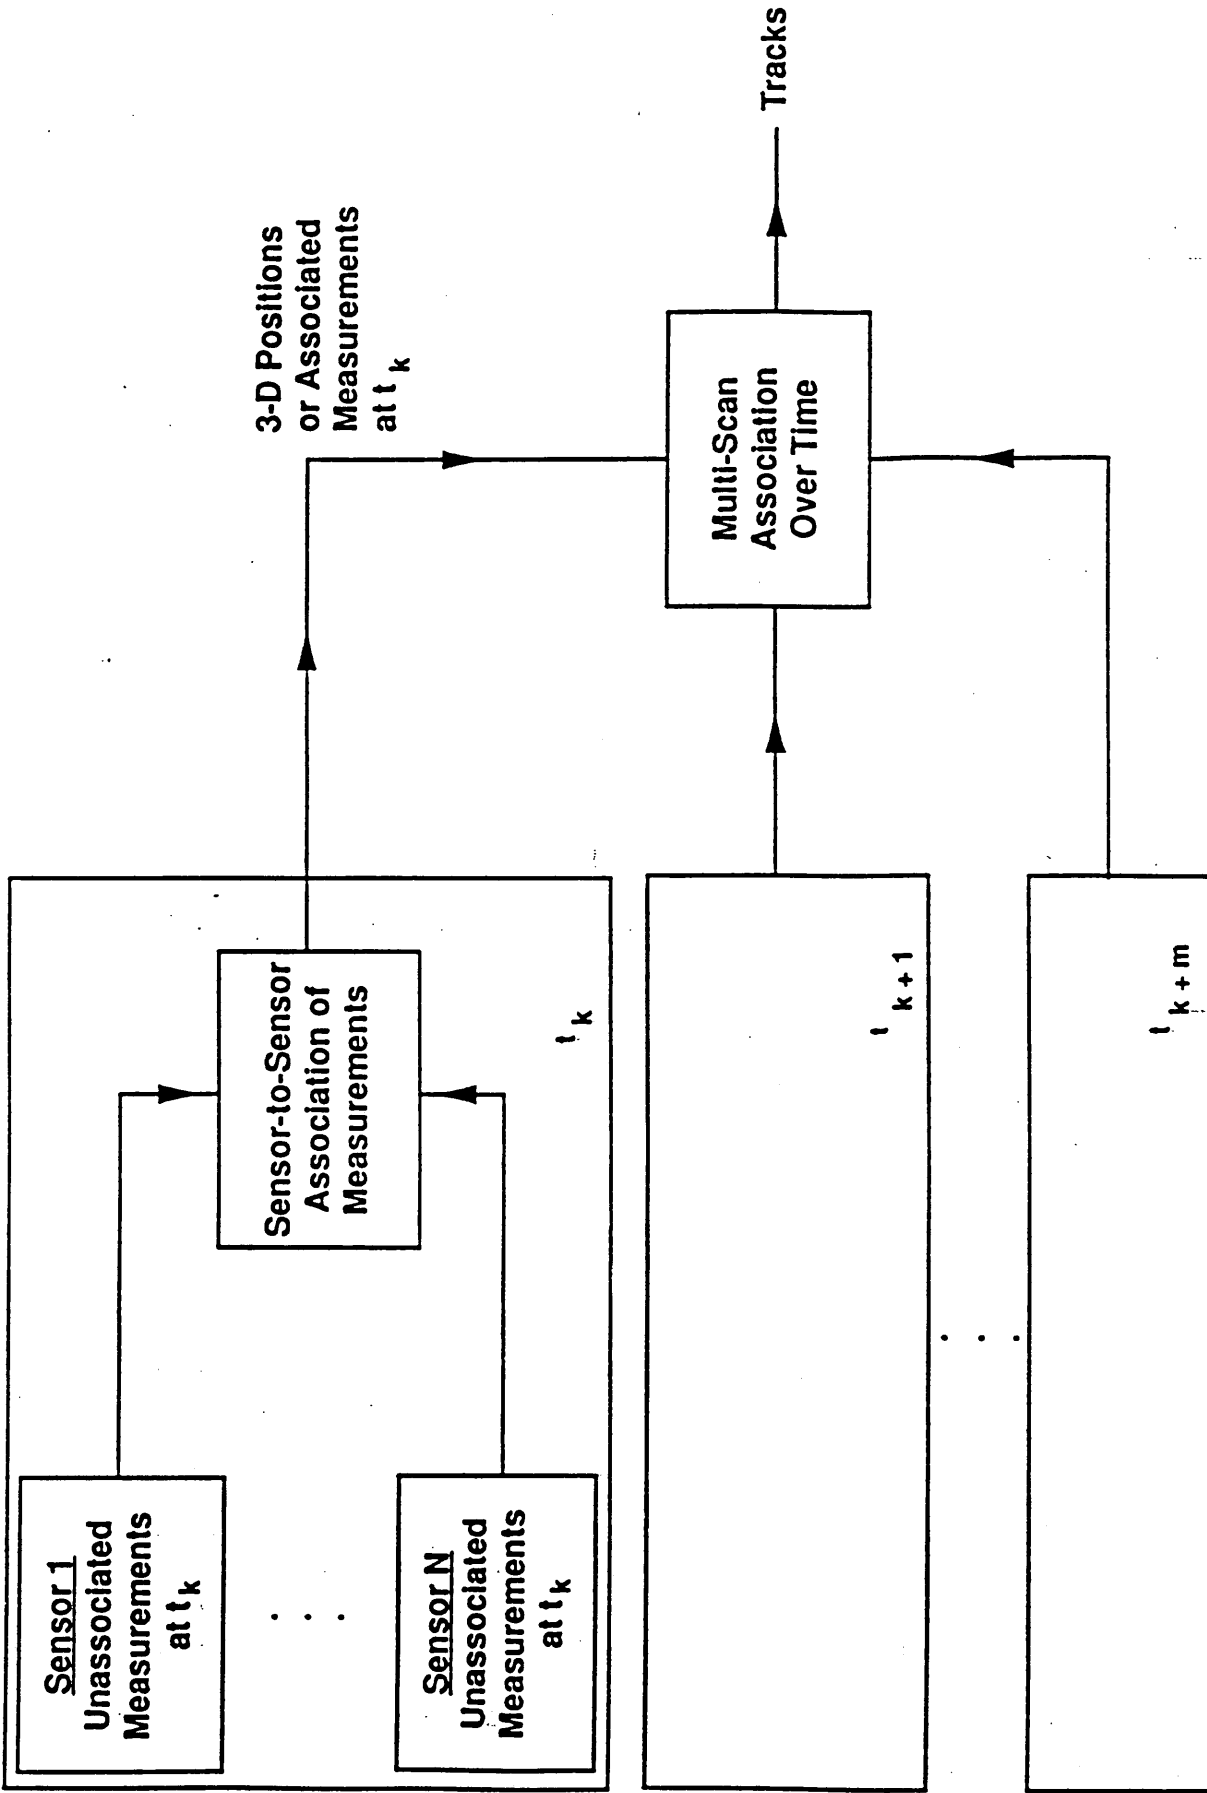 Sensor 1
Unassociated
Measurements
at t k
Sensor N
Unassociated
Measurements
at t k
Sensor-to-Sensor
Association of
Measurements
t k
3-D Positions
or Associated
Measurements
at t k
t k + 1
t k + m
Multi-Scan
Association
Over Time
Tracks